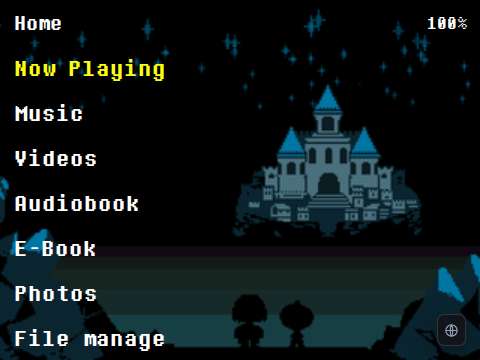 Home
100%
Now Playing
Music
Videos
Audiobook
E-Book
Photos
File manage